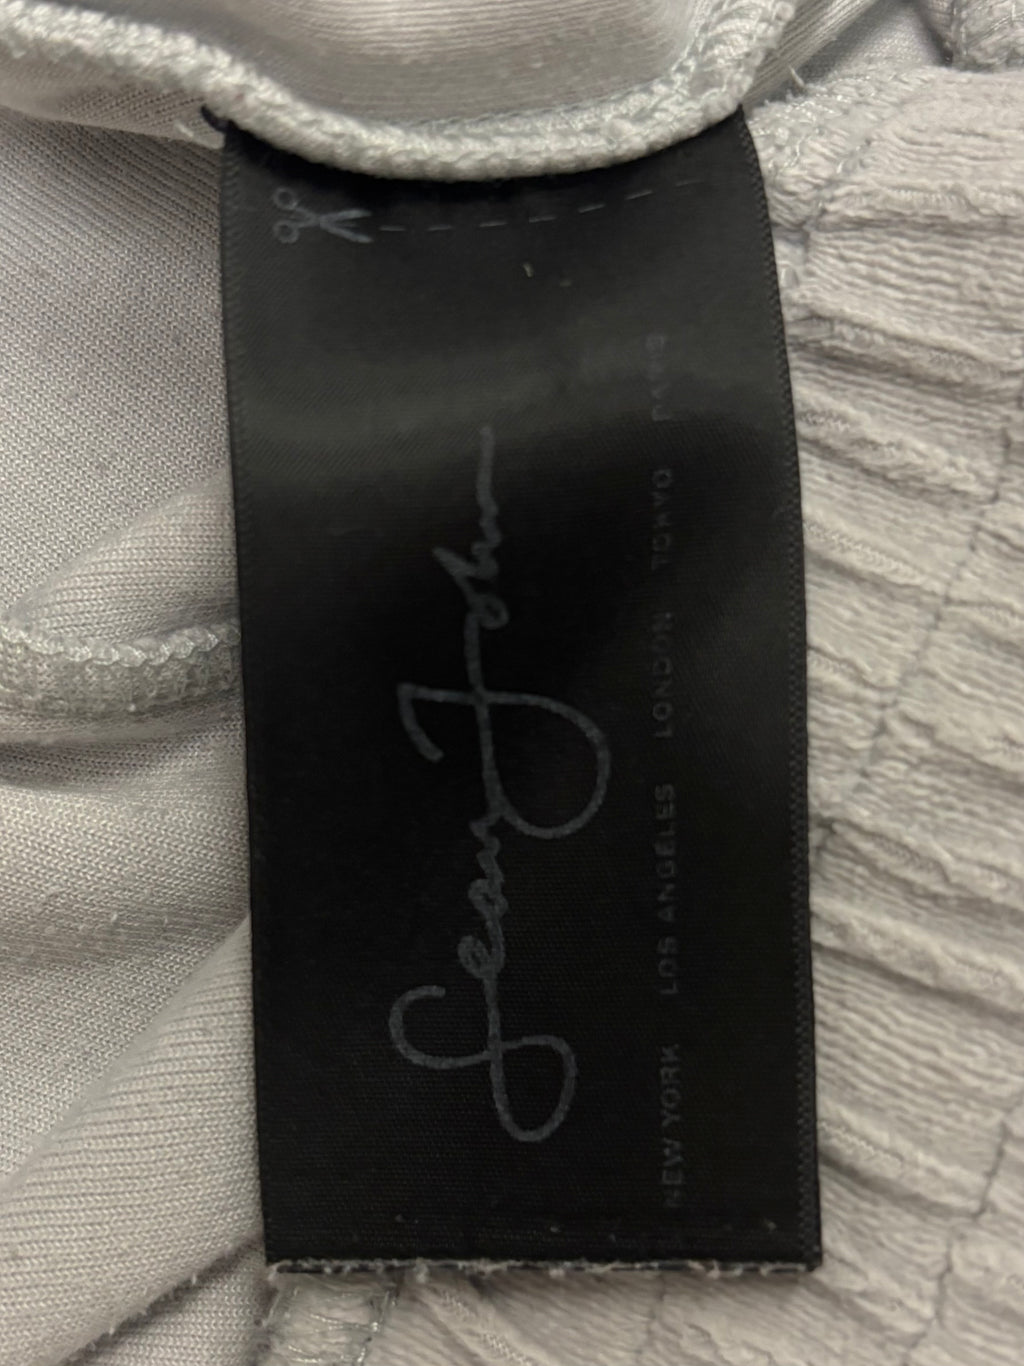 Sean John
NEW YORK LOS ANGELES LONDON TOKYO PARIS